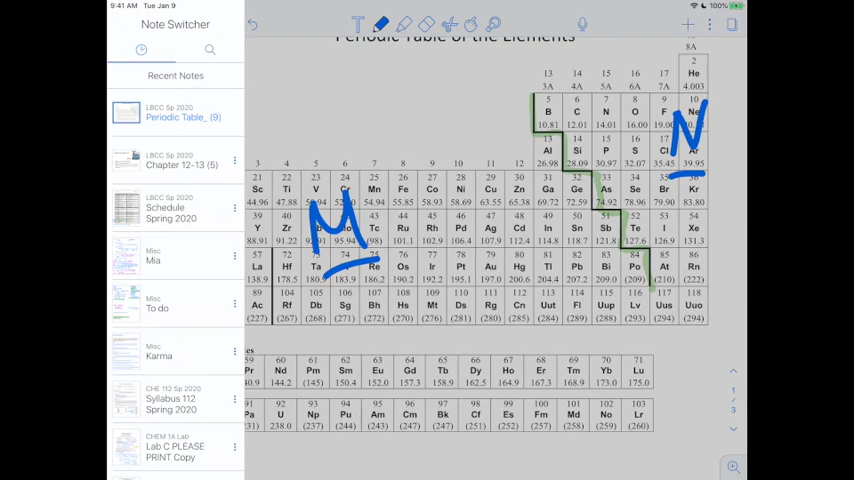 9:41 AM Tue Jan 9
100%
Note Switcher
Recent Notes
LBCC Sp 2020
Periodic Table_ (9)
LBCC Sp 2020
Chapter 12-13 (5)
Schedule
Spring 2020
Misc
Mia
Misc
To do
Misc
Karma
CHE 112 Sp 2020
Syllabus 112
Spring 2020
CHEM 1A Lab
Lab C PLEASE
PRINT Copy
T
Periodic Table of the Elements
18
8A
13 14 15 16 17 2
3A 4A 5A 6A 7A He
4.003
5 6 7 8 9 10
B C N O F Ne
10.81 12.01 14.01 16.00 19.00
N
13 14 15 16 17
Al Si P S Cl Ar
3 4 5 6 7 8 9 10 11 12 26.98 28.09 30.97 32.07 35.45 39.95
21 22 23 24 25 26 27 28 29 30 31 32 33 34 35 36
Sc Ti V Cr Mn Fe Co Ni Cu Zn Ga Ge As Se Br Kr
44.96 47.88 54.94 55.85 58.93 58.69 63.55 65.38 69.72 72.59 74.92 78.96 79.90 83.80
M
39 40 43 44 45 46 47 48 49 50 51 52 53 54
Y Zr Tc Ru Rh Pd Ag Cd In Sn Sb Te I Xe
88.91 91.22 95.94 (98) 101.1 102.9 106.4 107.9 112.4 114.8 118.7 121.8 127.6 126.9 131.3
57 72 73 74 75 76 77 78 79 80 81 82 83 84 85 86
La Hf Ta W Re Os Ir Pt Au Hg Tl Pb Bi Po At Rn
138.9 178.5 180.9 183.9 186.2 190.2 192.2 195.1 197.0 200.6 204.4 207.2 209.0 (209) (210) (222)
89 104 105 106 107 108 109 110 111 112 113 114 115 116 117 118
Ac Rf Db Sg Bh Hs Mt Ds Rg Cn Uut Fl Uup Lv Uus Uuo
(227) (267) (268) (271) (272) (270) (276) (281) (280) (285) (284) (289) (288) (293) (294) (294)
59 60 61 62 63 64 65 66 67 68 69 70 71
Pr Nd Pm Sm Eu Gd Tb Dy Ho Er Tm Yb Lu
40.9 144.2 (145) 150.4 152.0 157.3 158.9 162.5 164.9 167.3 168.9 173.0 175.0
91 92 93 94 95 96 97 98 99 100 101 102 103
Pa U Np Pu Am Cm Bk Cf Es Fm Md No Lr
231) 238.0 (237) (244) (243) (247) (247) (251) (252) (257) (258) (259) (260)
1
/
3